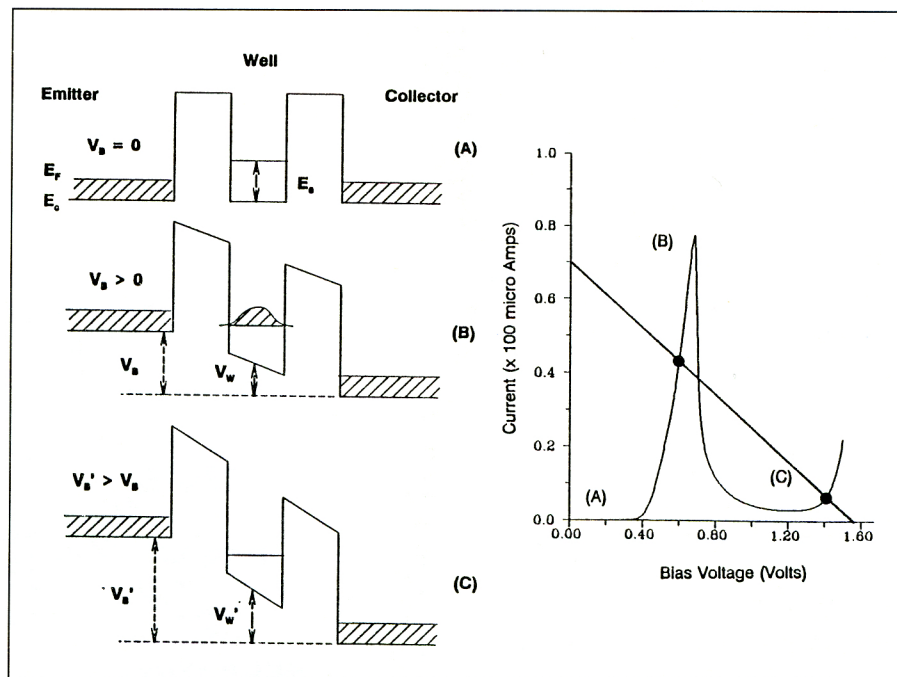 Well
Emitter
Collector
V_B = 0
(A)
E_F
E_0
E_C
V_B > 0
(B)
V_B
V_W
V_B' > V_B
V_B'
V_W'
(C)
1.0
0.8
0.6
0.4
0.2
0.0
Current (x 100 micro Amps)
(B)
(C)
(A)
0.00 0.40 0.80 1.20 1.60
Bias Voltage (Volts)